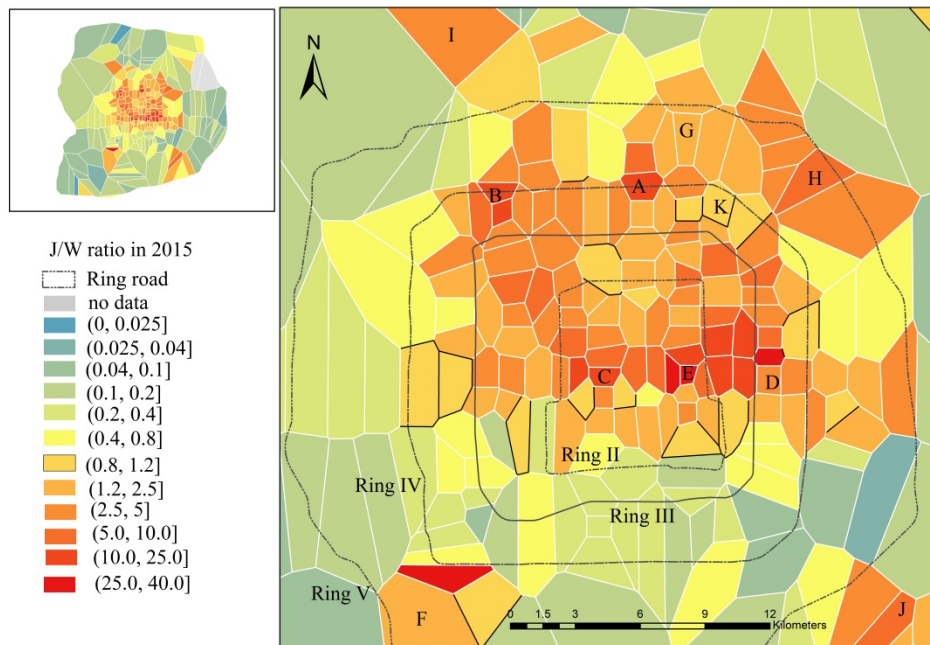 J/W ratio in 2015
Ring road
no data
(0, 0.025]
(0.025, 0.04]
(0.04, 0.1]
(0.1, 0.2]
(0.2, 0.4]
(0.4, 0.8]
(0.8, 1.2]
(1.2, 2.5]
(2.5, 5]
(5.0, 10.0]
(10.0, 25.0]
(25.0, 40.0]
N
I
G
A
B
H
K
C
E
D
Ring II
Ring IV
Ring III
Ring V
F
J
0 1.5 3 6 9 12
Kilometers